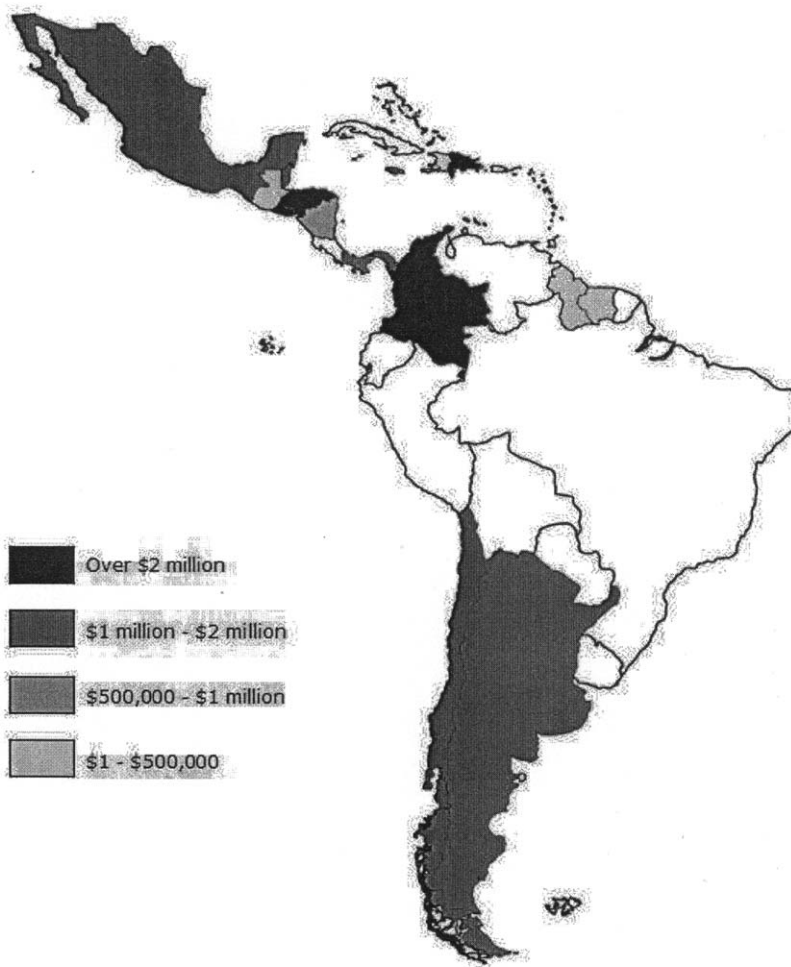 Over $2 million
$1 million - $2 million
$500,000 - $1 million
$1 - $500,000